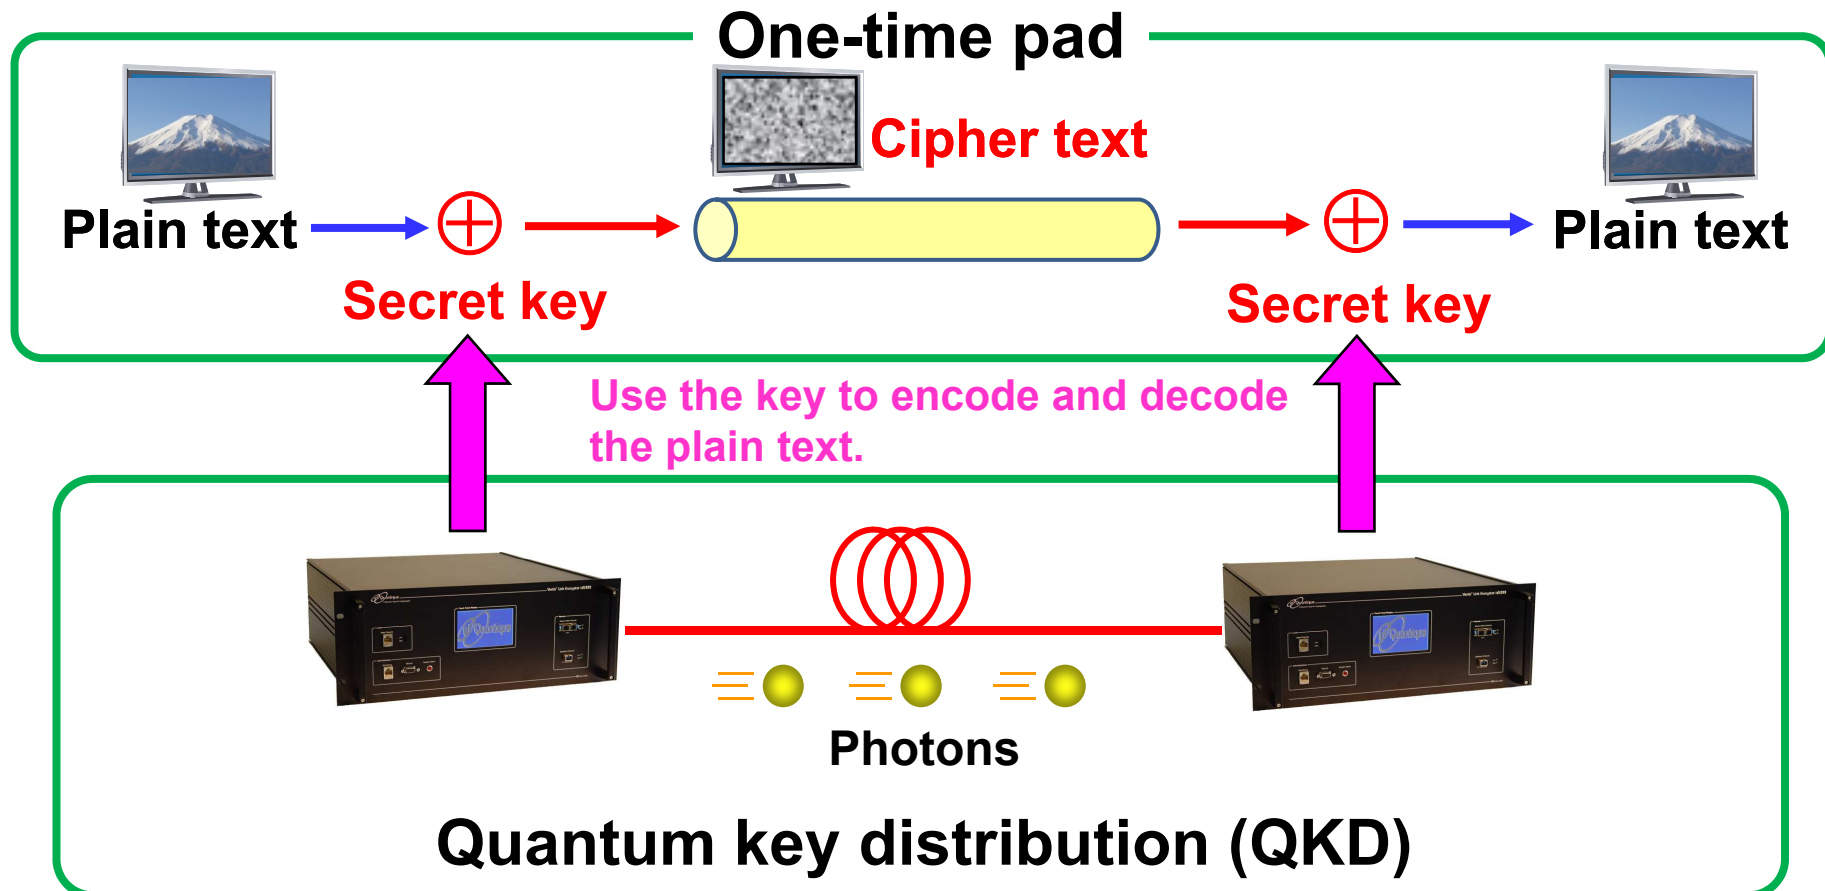 One-time pad
Cipher text
Plain text
Plain text
Secret key
Secret key
Use the key to encode and decode
the plain text.
Photons
Quantum key distribution (QKD)